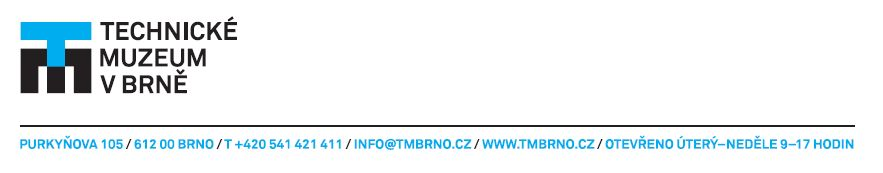 TECHNICKÉ
MUZEUM
V BRNĚ
PURKYŇOVA 105 / 612 00 BRNO / T +420 541 421 411 / INFO@TMBRNO.CZ / WWW.TMBRNO.CZ / OTEVŘENO ÚTERÝ–NEDĚLE 9–17 HODIN